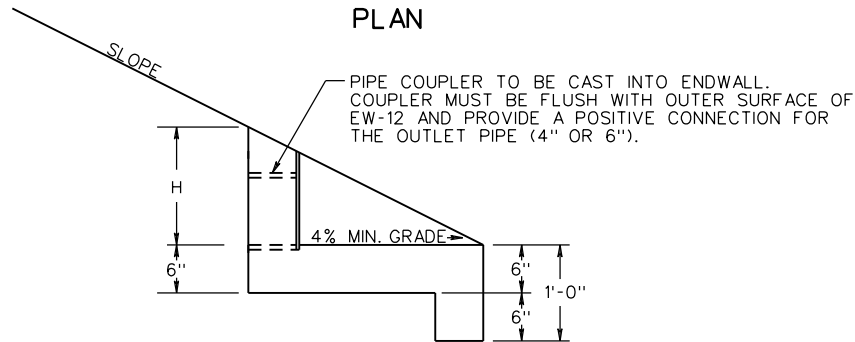 PLAN
SLOPE
PIPE COUPLER TO BE CAST INTO ENDWALL.
COUPLER MUST BE FLUSH WITH OUTER SURFACE OF
EW-12 AND PROVIDE A POSITIVE CONNECTION FOR
THE OUTLET PIPE (4" OR 6").
H
4% MIN. GRADE
6"
6"
1'-0"
6"